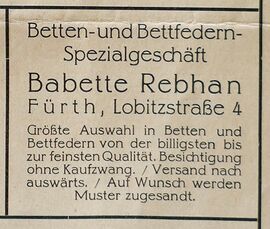 Betten- und Bettfedern-
Spezialgeschäft
Babette Rebhan
Fürth, Lobitzstraße 4
Größte Auswahl in Betten und
Bettfedern von der billigsten bis
zur feinsten Qualität. Besichtigung
ohne Kaufzwang. / Versand nach
auswärts. / Auf Wunsch werden
Muster zugesandt.